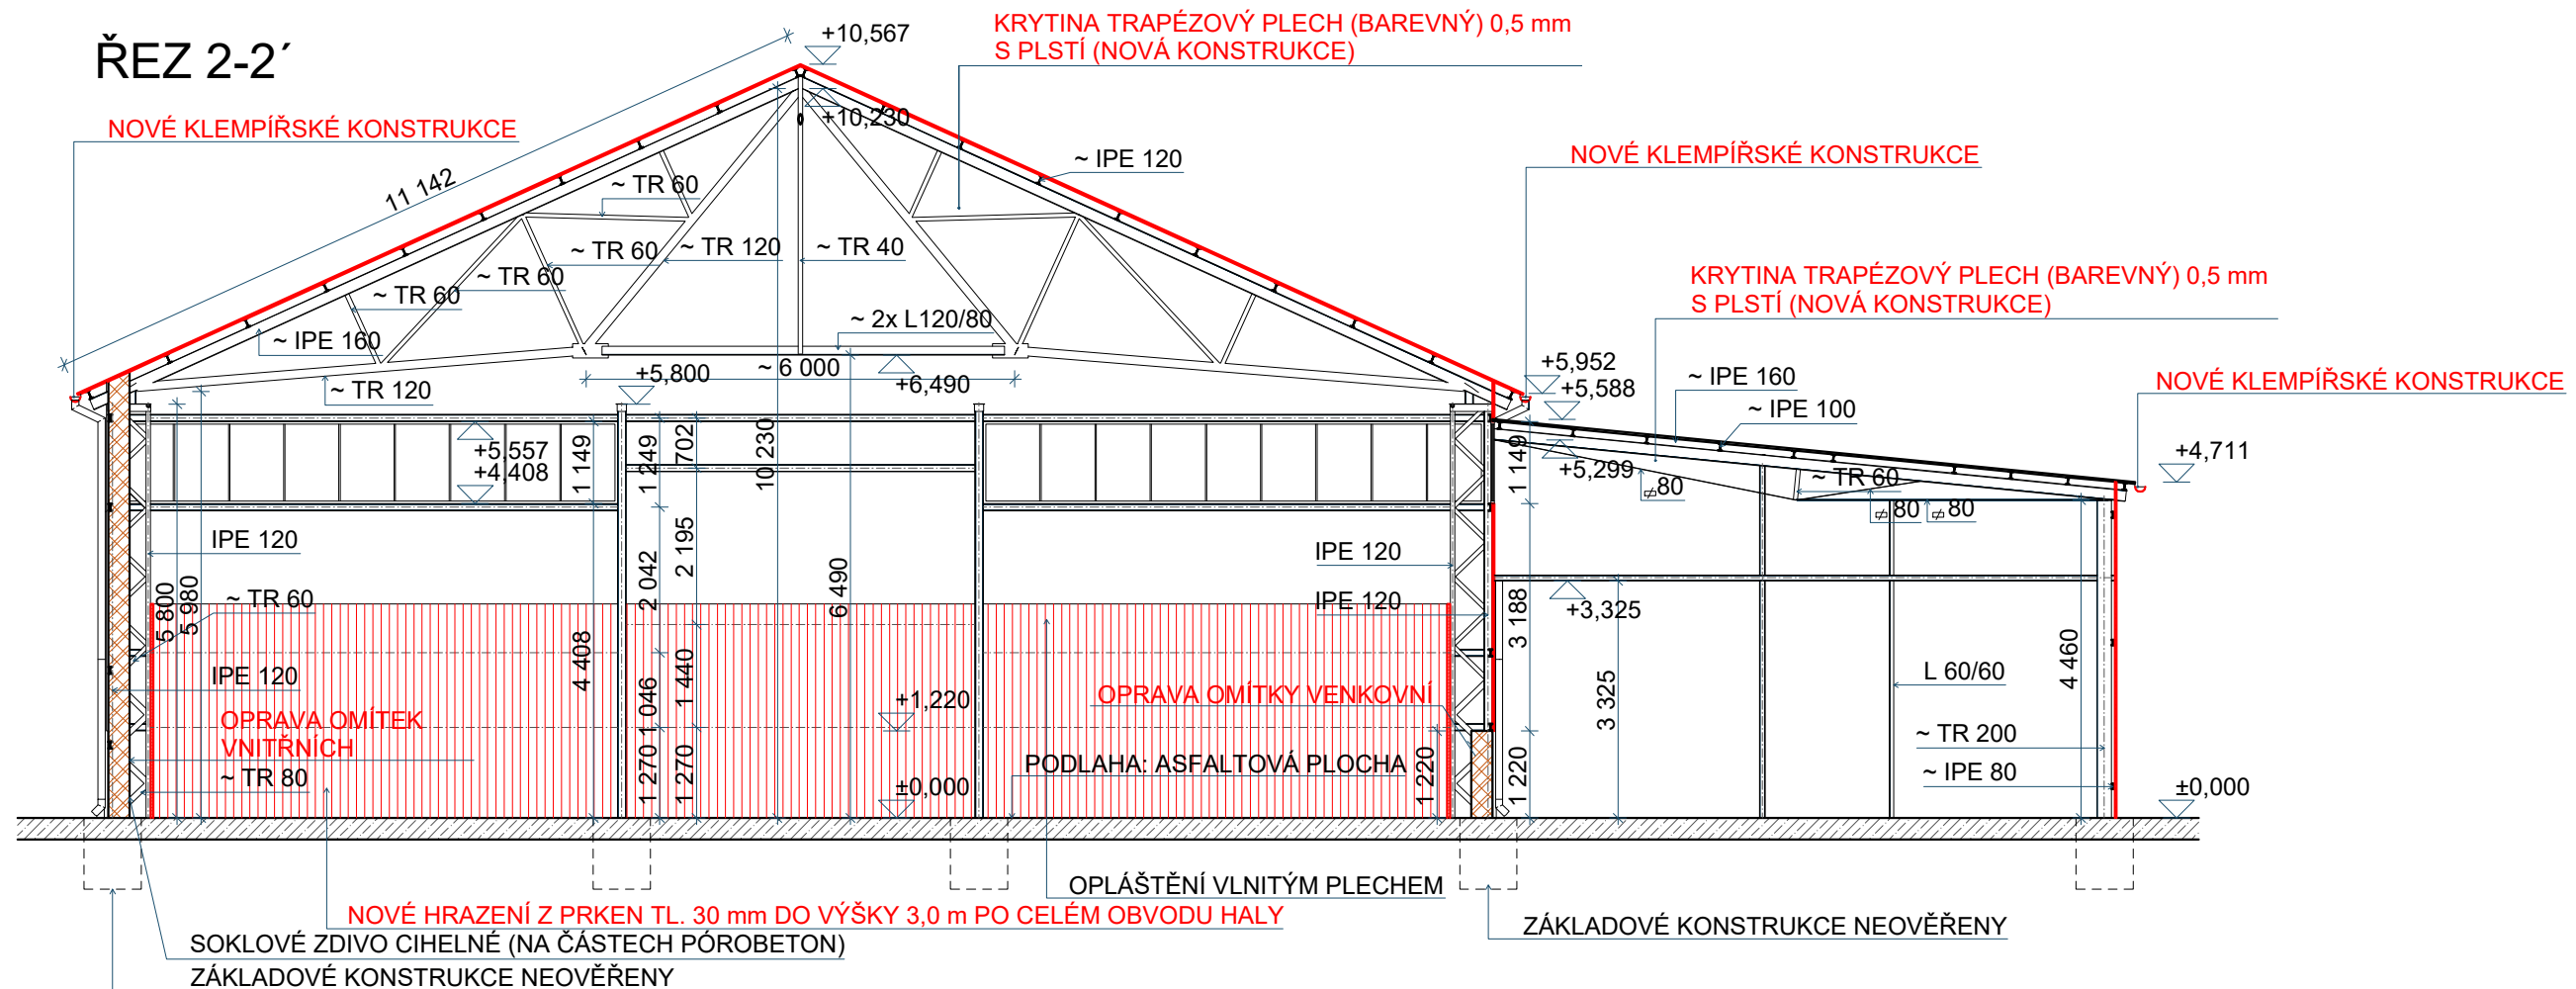 ŘEZ 2-2´
+10,567
KRYTINA TRAPÉZOVÝ PLECH (BAREVNÝ) 0,5 mm
S PLSTÍ (NOVÁ KONSTRUKCE)
+10,230
NOVÉ KLEMPÍŘSKÉ KONSTRUKCE
~ IPE 120
NOVÉ KLEMPÍŘSKÉ KONSTRUKCE
11 142
~ TR 60
~ TR 60
~ TR 120
~ TR 40
~ TR 60
~ TR 60
KRYTINA TRAPÉZOVÝ PLECH (BAREVNÝ) 0,5 mm
S PLSTÍ (NOVÁ KONSTRUKCE)
~ IPE 160
~ 2x L120/80
~ 6 000
+5,800
+6,490
~ TR 120
+5,952
+5,588
~ IPE 160
~ IPE 100
NOVÉ KLEMPÍŘSKÉ KONSTRUKCE
+5,557
+4,408
1 149
1 249
702
10 230
1 149
+5,299
80
~ TR 60
80
80
+4,711
IPE 120
5 800
5 980
~ TR 60
IPE 120
2 042
2 195
6 490
IPE 120
IPE 120
3 188
+3,325
4 408
1 046
1 440
+1,220
OPRAVA OMÍTKY VENKOVNÍ
3 325
L 60/60
4 460
OPRAVA OMÍTEK
VNITŘNÍCH
~ TR 80
1 270
1 270
±0,000
PODLAHA: ASFALTOVÁ PLOCHA
1 220
1 220
~ TR 200
~ IPE 80
±0,000
OPLÁŠTĚNÍ VLNITÝM PLECHEM
NOVÉ HRAZENÍ Z PRKEN TL. 30 mm DO VÝŠKY 3,0 m PO CELÉM OBVODU HALY
ZÁKLADOVÉ KONSTRUKCE NEOVĚŘENY
SOKLOVÉ ZDIVO CIHELNÉ (NA ČÁSTECH PÓROBETON)
ZÁKLADOVÉ KONSTRUKCE NEOVĚŘENY